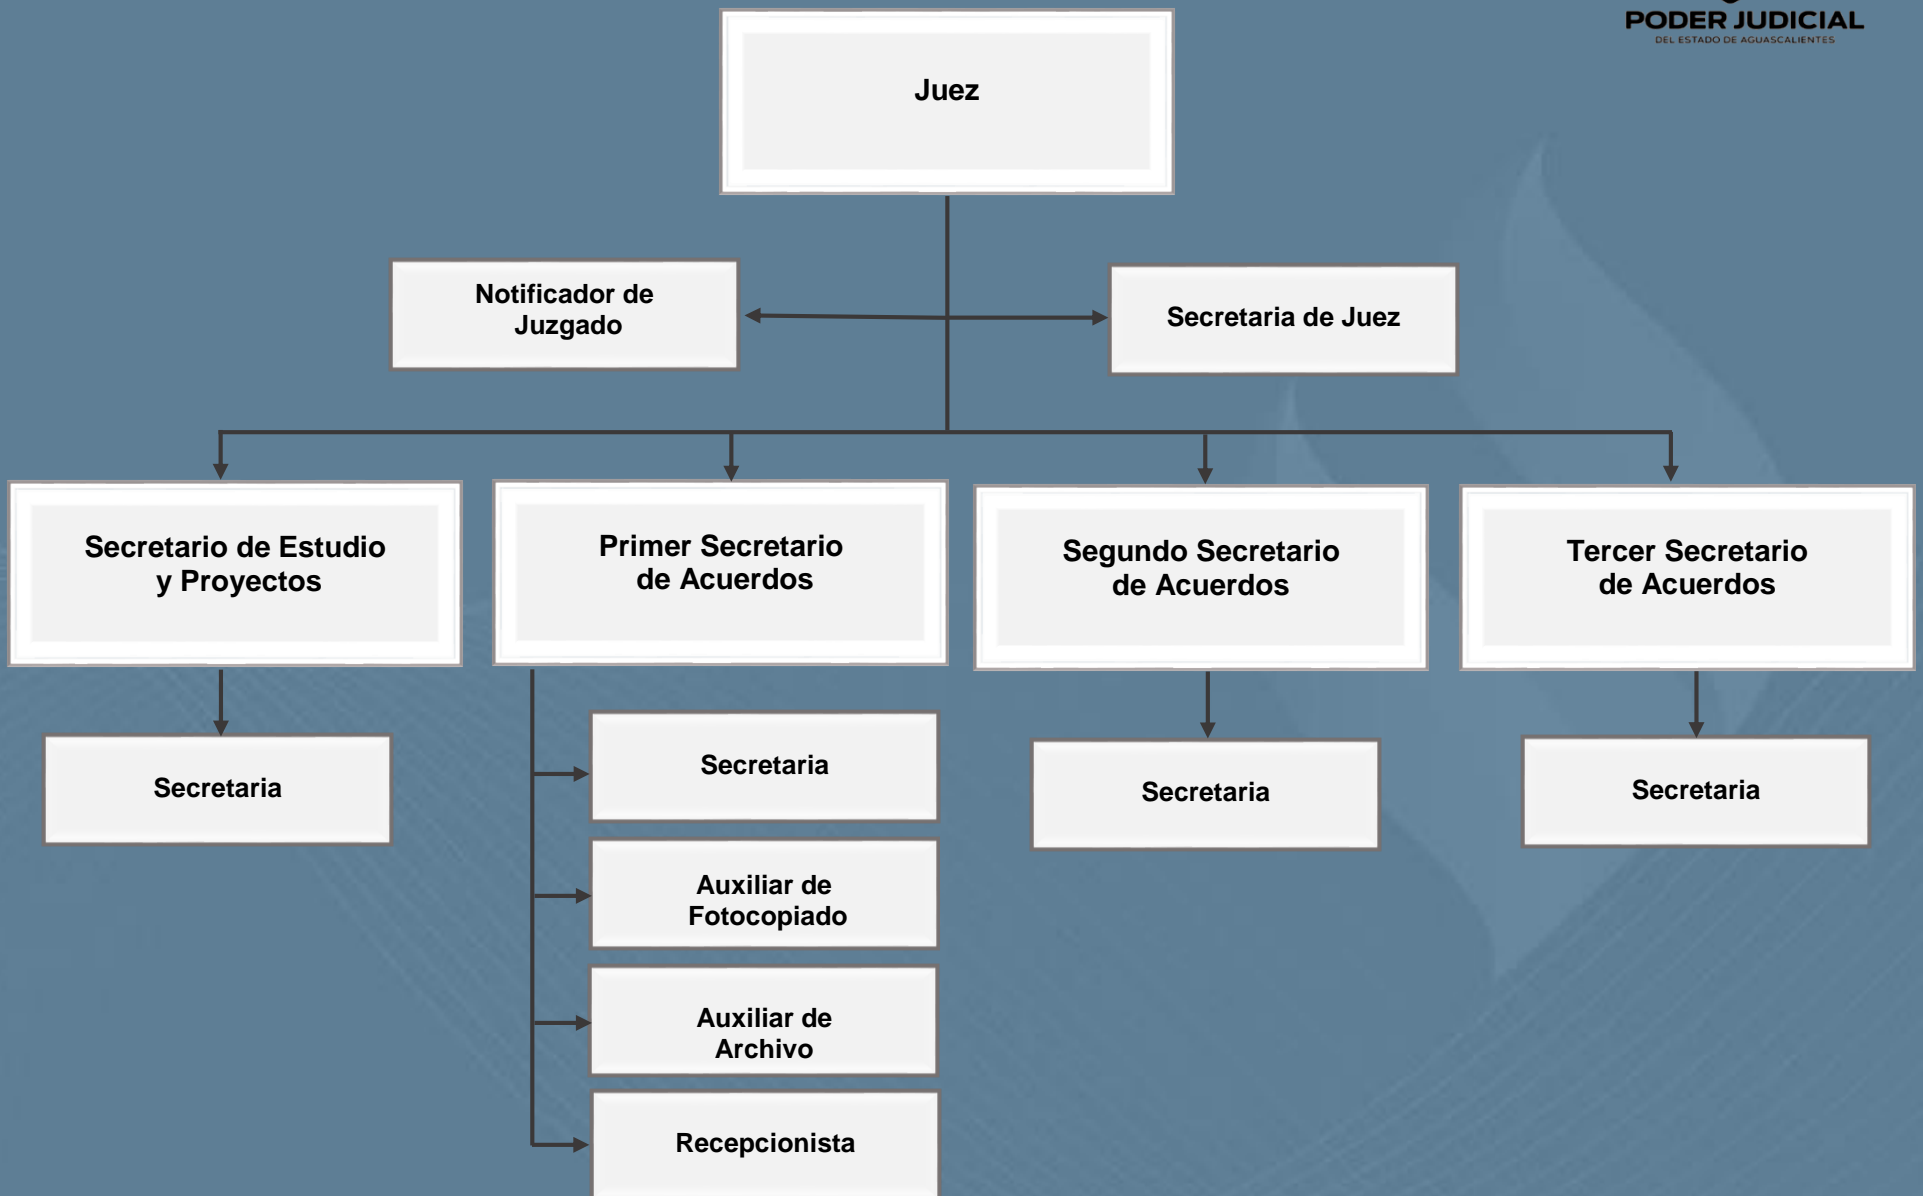 PODER JUDICIAL
DEL ESTADO DE AGUASCALIENTES
Juez
Notificador de
Juzgado
Secretaria de Juez
Secretario de Estudio
y Proyectos
Primer Secretario
de Acuerdos
Segundo Secretario
de Acuerdos
Tercer Secretario
de Acuerdos
Secretaria
Secretaria
Auxiliar de
Fotocopiado
Auxiliar de
Archivo
Recepcionista
Secretaria
Secretaria